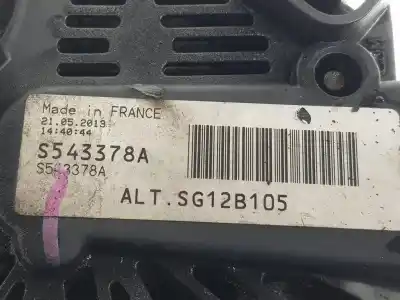 Made in FRANCE
21.05.2013
14:40:44
S543378A
S543378A
ALT.SG12B105